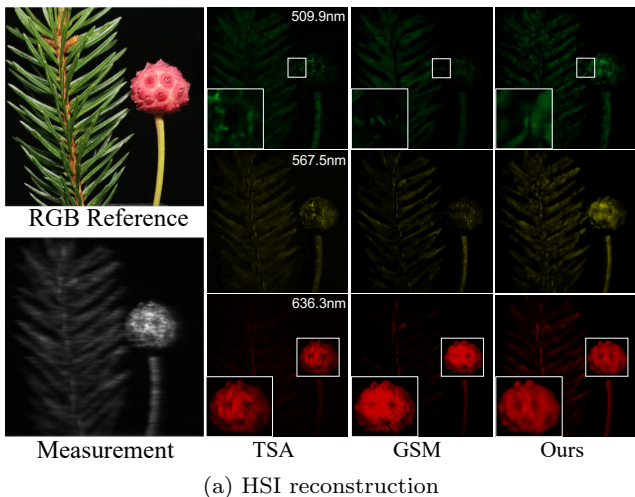 509.9nm
RGB Reference
567.5nm
636.3nm
Measurement
TSA
GSM
Ours
(a) HSI reconstruction